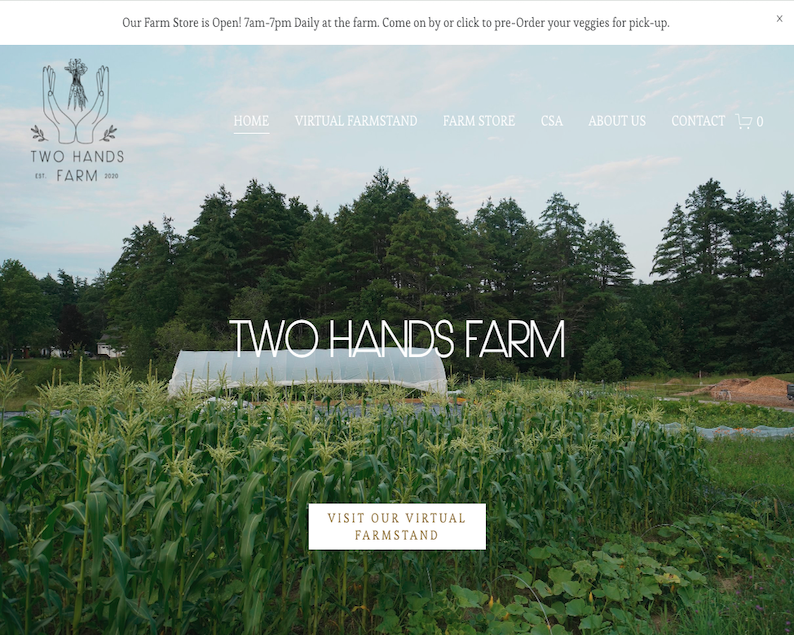 Our Farm Store is Open! 7am-7pm Daily at the farm. Come on by or click to pre-Order your veggies for pick-up.
X
TWO HANDS
EST. FARM 2020
HOME VIRTUAL FARMSTAND FARM STORE CSA ABOUT US CONTACT 0
TWO HANDS FARM
VISIT OUR VIRTUAL
FARMSTAND